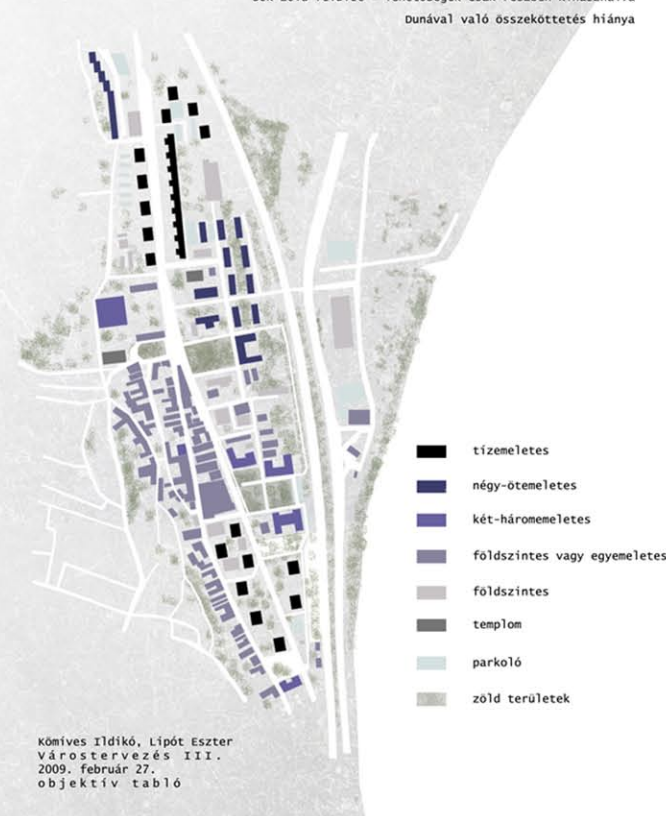 Dunával való összeköttetés hiánya
tízemeletes
négy-ötemeletes
két-háromemeletes
földszintes vagy egyemeletes
földszintes
templom
parkoló
zöld területek
Kömíves Ildikó, Lipót Eszter
Várostervezés III.
2009. február 27.
objektív tabló